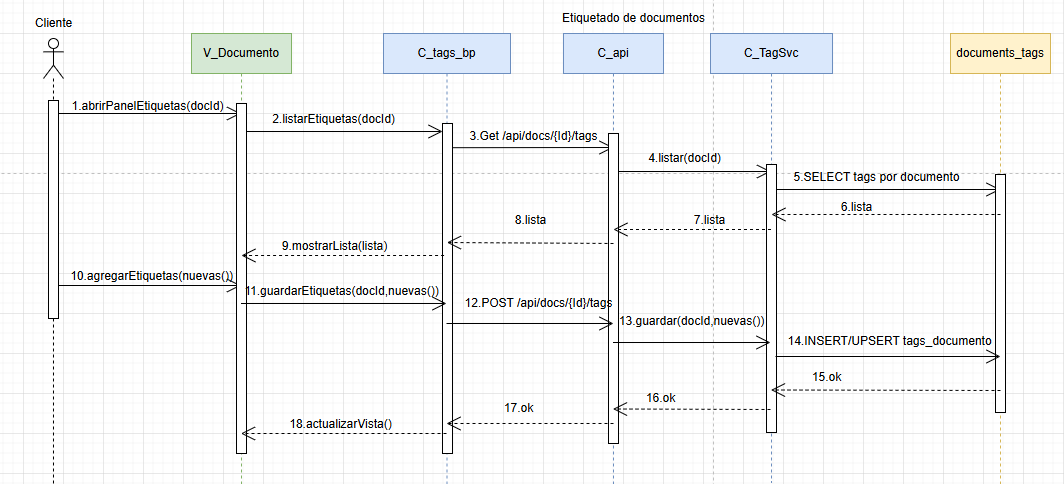 Etiquetado de documentos
Cliente
V_Documento
C_tags_bp
C_api
C_TagSvc
documents_tags
1.abrirPanelEtiquetas(docId)
2.listarEtiquetas(docId)
3.Get /api/docs/{Id}/tags
4.listar(docId)
5.SELECT tags por documento
6.lista
7.lista
8.lista
9.mostrarLista(lista)
10.agregarEtiquetas(nuevas())
11.guardarEtiquetas(docId,nuevas())
12.POST /api/docs/{Id}/tags
13.guardar(docId,nuevas())
14.INSERT/UPSERT tags_documento
15.ok
16.ok
17.ok
18.actualizarVista()